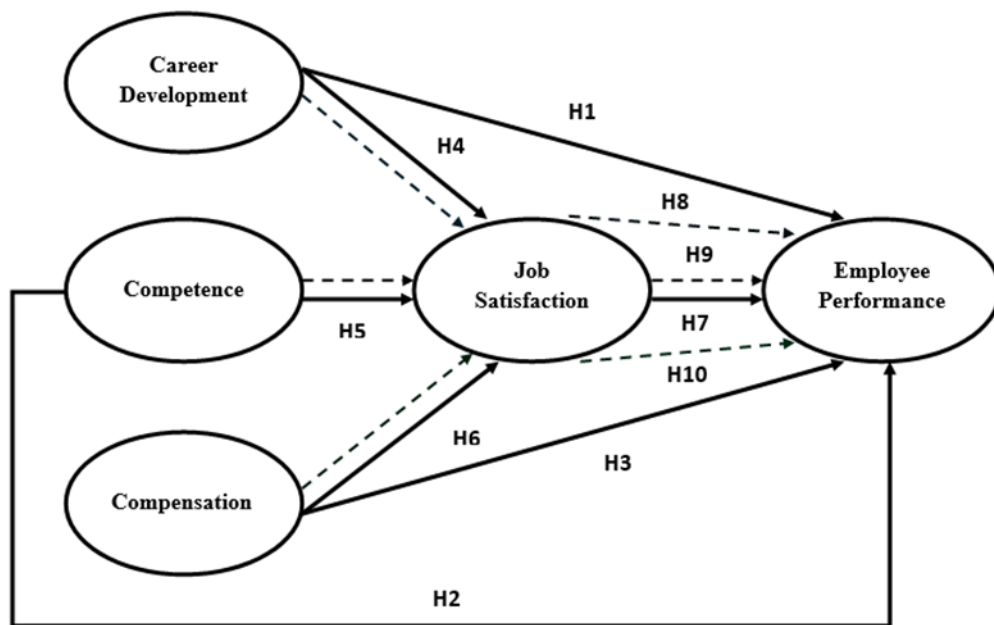 Career
Development
H1
H4
H8
Competence
H5
Job
Satisfaction
H9
H7
Employee
Performance
H10
H6
H3
Compensation
H2